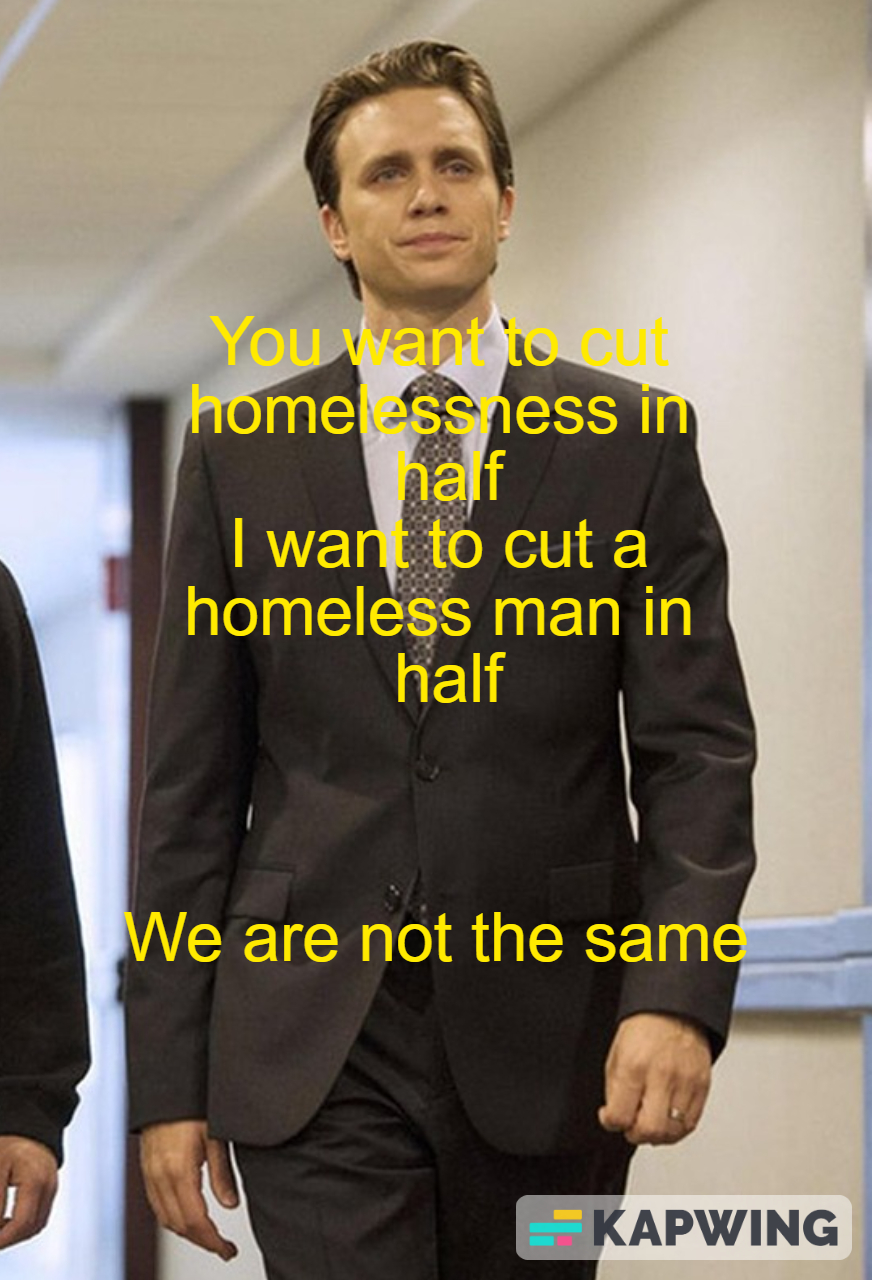 You want to cut
homelessness in
half
I want to cut a
homeless man in
half
We are not the same
KAPWING